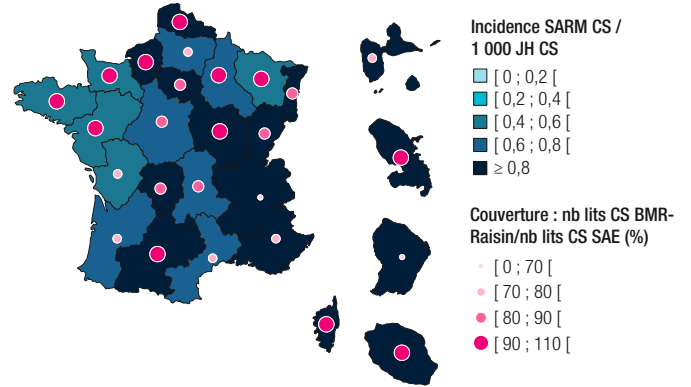 Incidence SARM CS /
1 000 JH CS
[ 0 ; 0,2 [
[ 0,2 ; 0,4 [
[ 0,4 ; 0,6 [
[ 0,6 ; 0,8 [
≥ 0,8
Couverture : nb lits CS BMR-
Raisin/nb lits CS SAE (%)
[ 0 ; 70 [
[ 70 ; 80 [
[ 80 ; 90 [
[ 90 ; 110 [